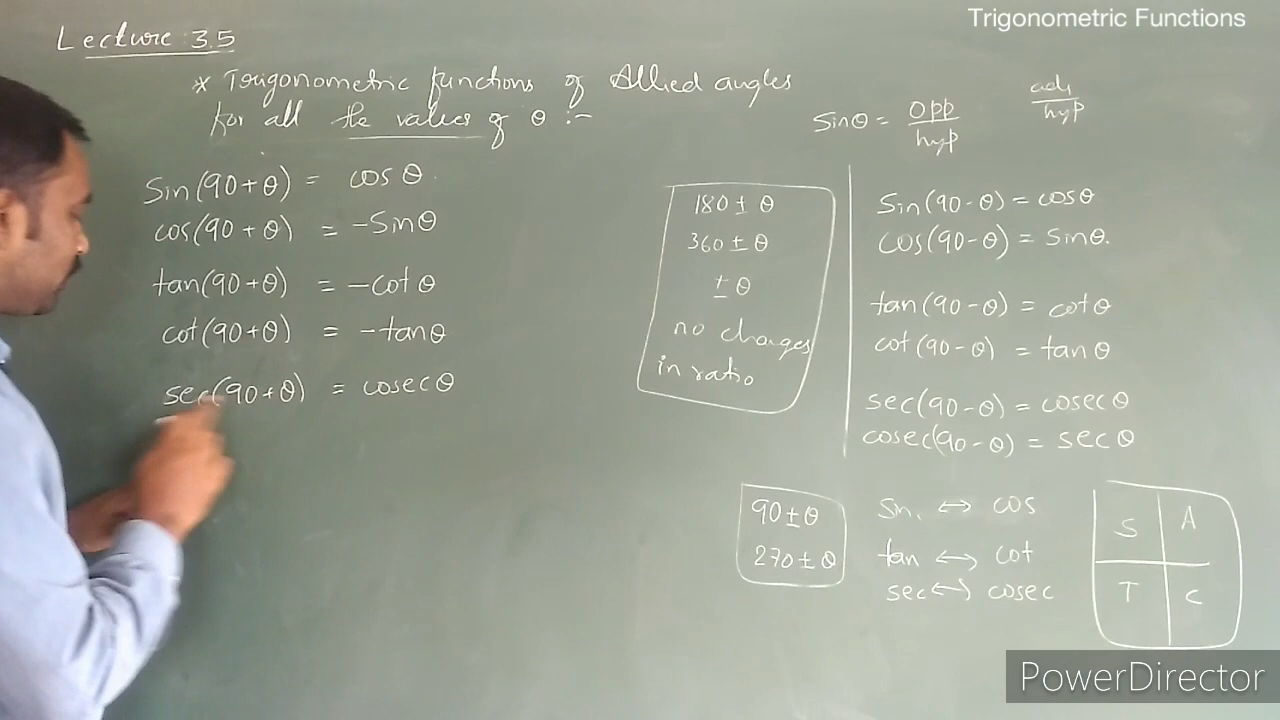 Trigonometric Functions
Lecture 3.5
* Trigonometric functions of Allied angles
for all the values of θ :-
sinθ = opp/hyp
adj/hyp
Sin(90+θ) = cosθ.
cos(90+θ) = -Sinθ
tan(90+θ) = -cotθ
cot(90+θ) = -tanθ
sec(90+θ) = cosecθ
180 ± θ
360 ± θ
± θ
no changes
in ratio
Sin(90-θ) = cosθ
cos(90-θ) = sinθ.
tan(90-θ) = cotθ
cot(90-θ) = tanθ
sec(90-θ) = cosecθ
cosec(90-θ) = secθ
90±θ
270±θ
sin ↔ cos
tan ↔ cot
sec ↔ cosec
S A
T C
PowerDirector